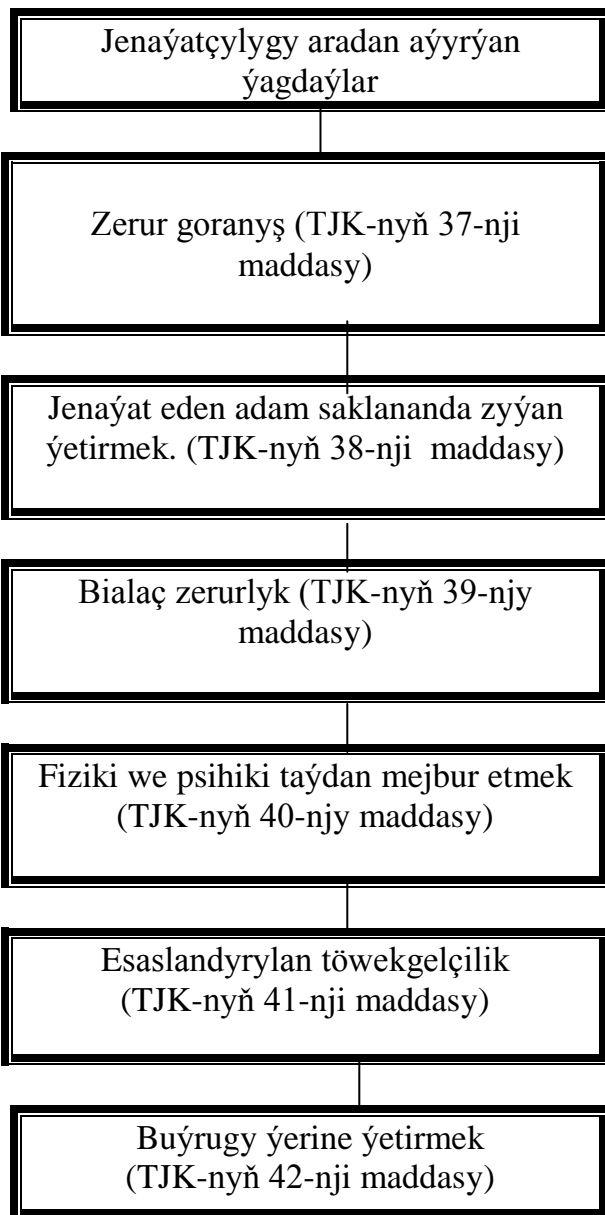 Jenaýatçylygy aradan aýyrýan
ýagdaýlar
Zerur goranyş (TJK-nyň 37-nji
maddasy)
Jenaýat eden adam saklananda zyýan
ýetirmek. (TJK-nyň 38-nji maddasy)
Bialaç zerurlyk (TJK-nyň 39-njy
maddasy)
Fiziki we psihiki taýdan mejbur etmek
(TJK-nyň 40-njy maddasy)
Esaslandyrylan töwekgelçilik
(TJK-nyň 41-nji maddasy)
Buýrugy ýerine ýetirmek
(TJK-nyň 42-nji maddasy)